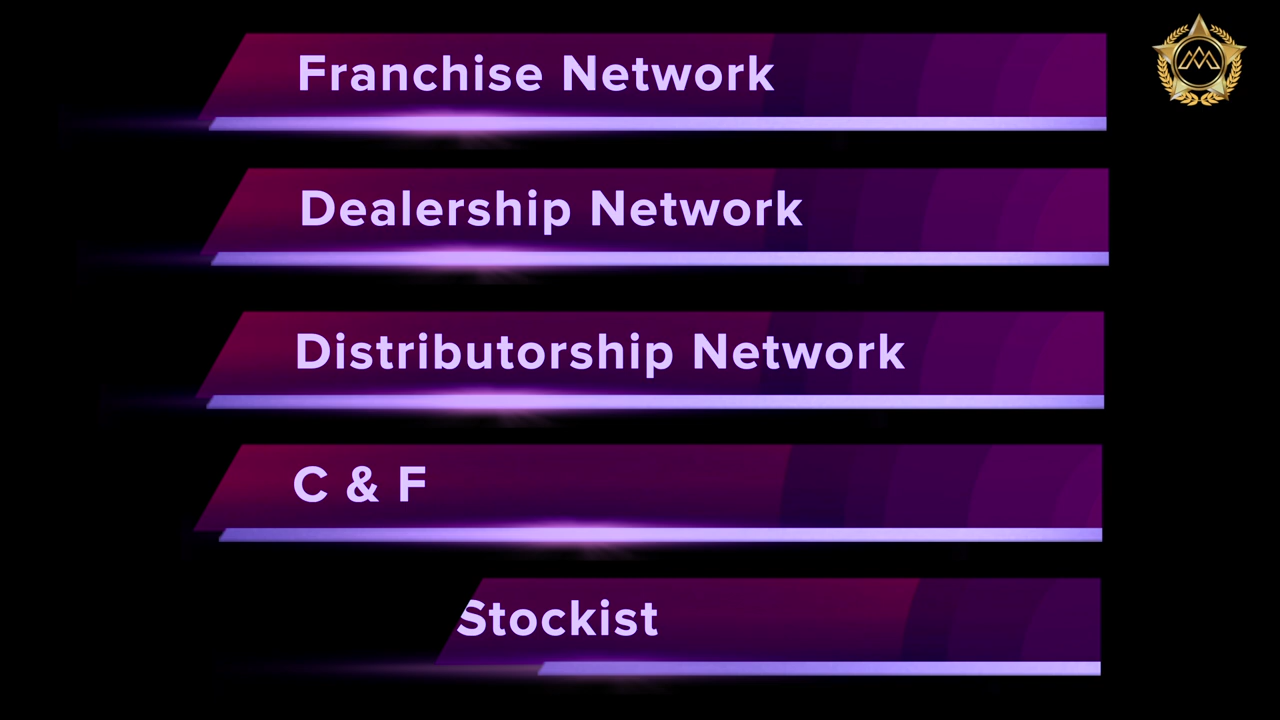 Franchise Network
Dealership Network
Distributorship Network
C & F
Stockist